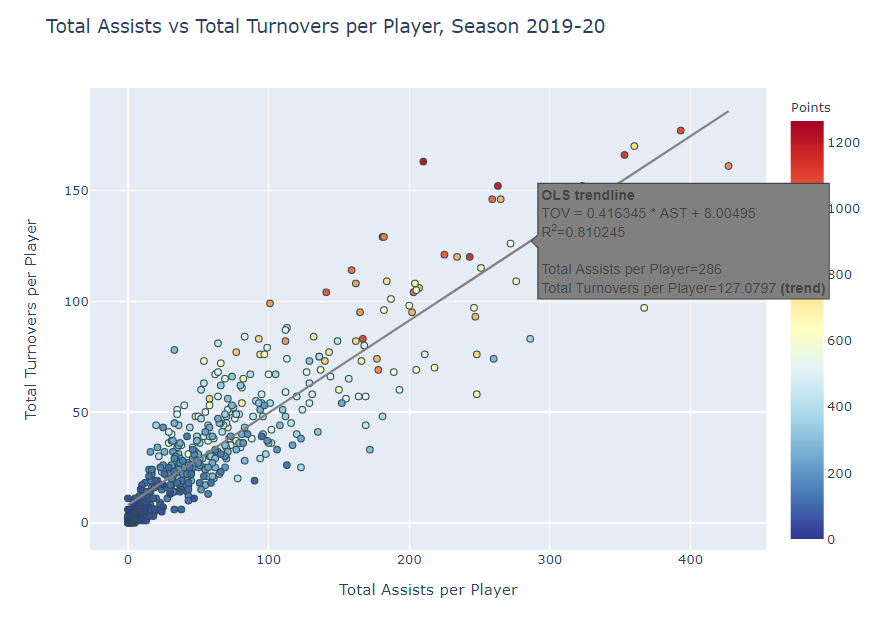 Total Assists vs Total Turnovers per Player, Season 2019-20
Points
1200
1000
800
600
400
200
0
150
100
50
0
Total Turnovers per Player
OLS trendline
TOV = 0.416345 * AST + 8.00495
R²=0.810245
Total Assists per Player=286
Total Turnovers per Player=127.0797 (trend)
0
100
200
300
400
Total Assists per Player